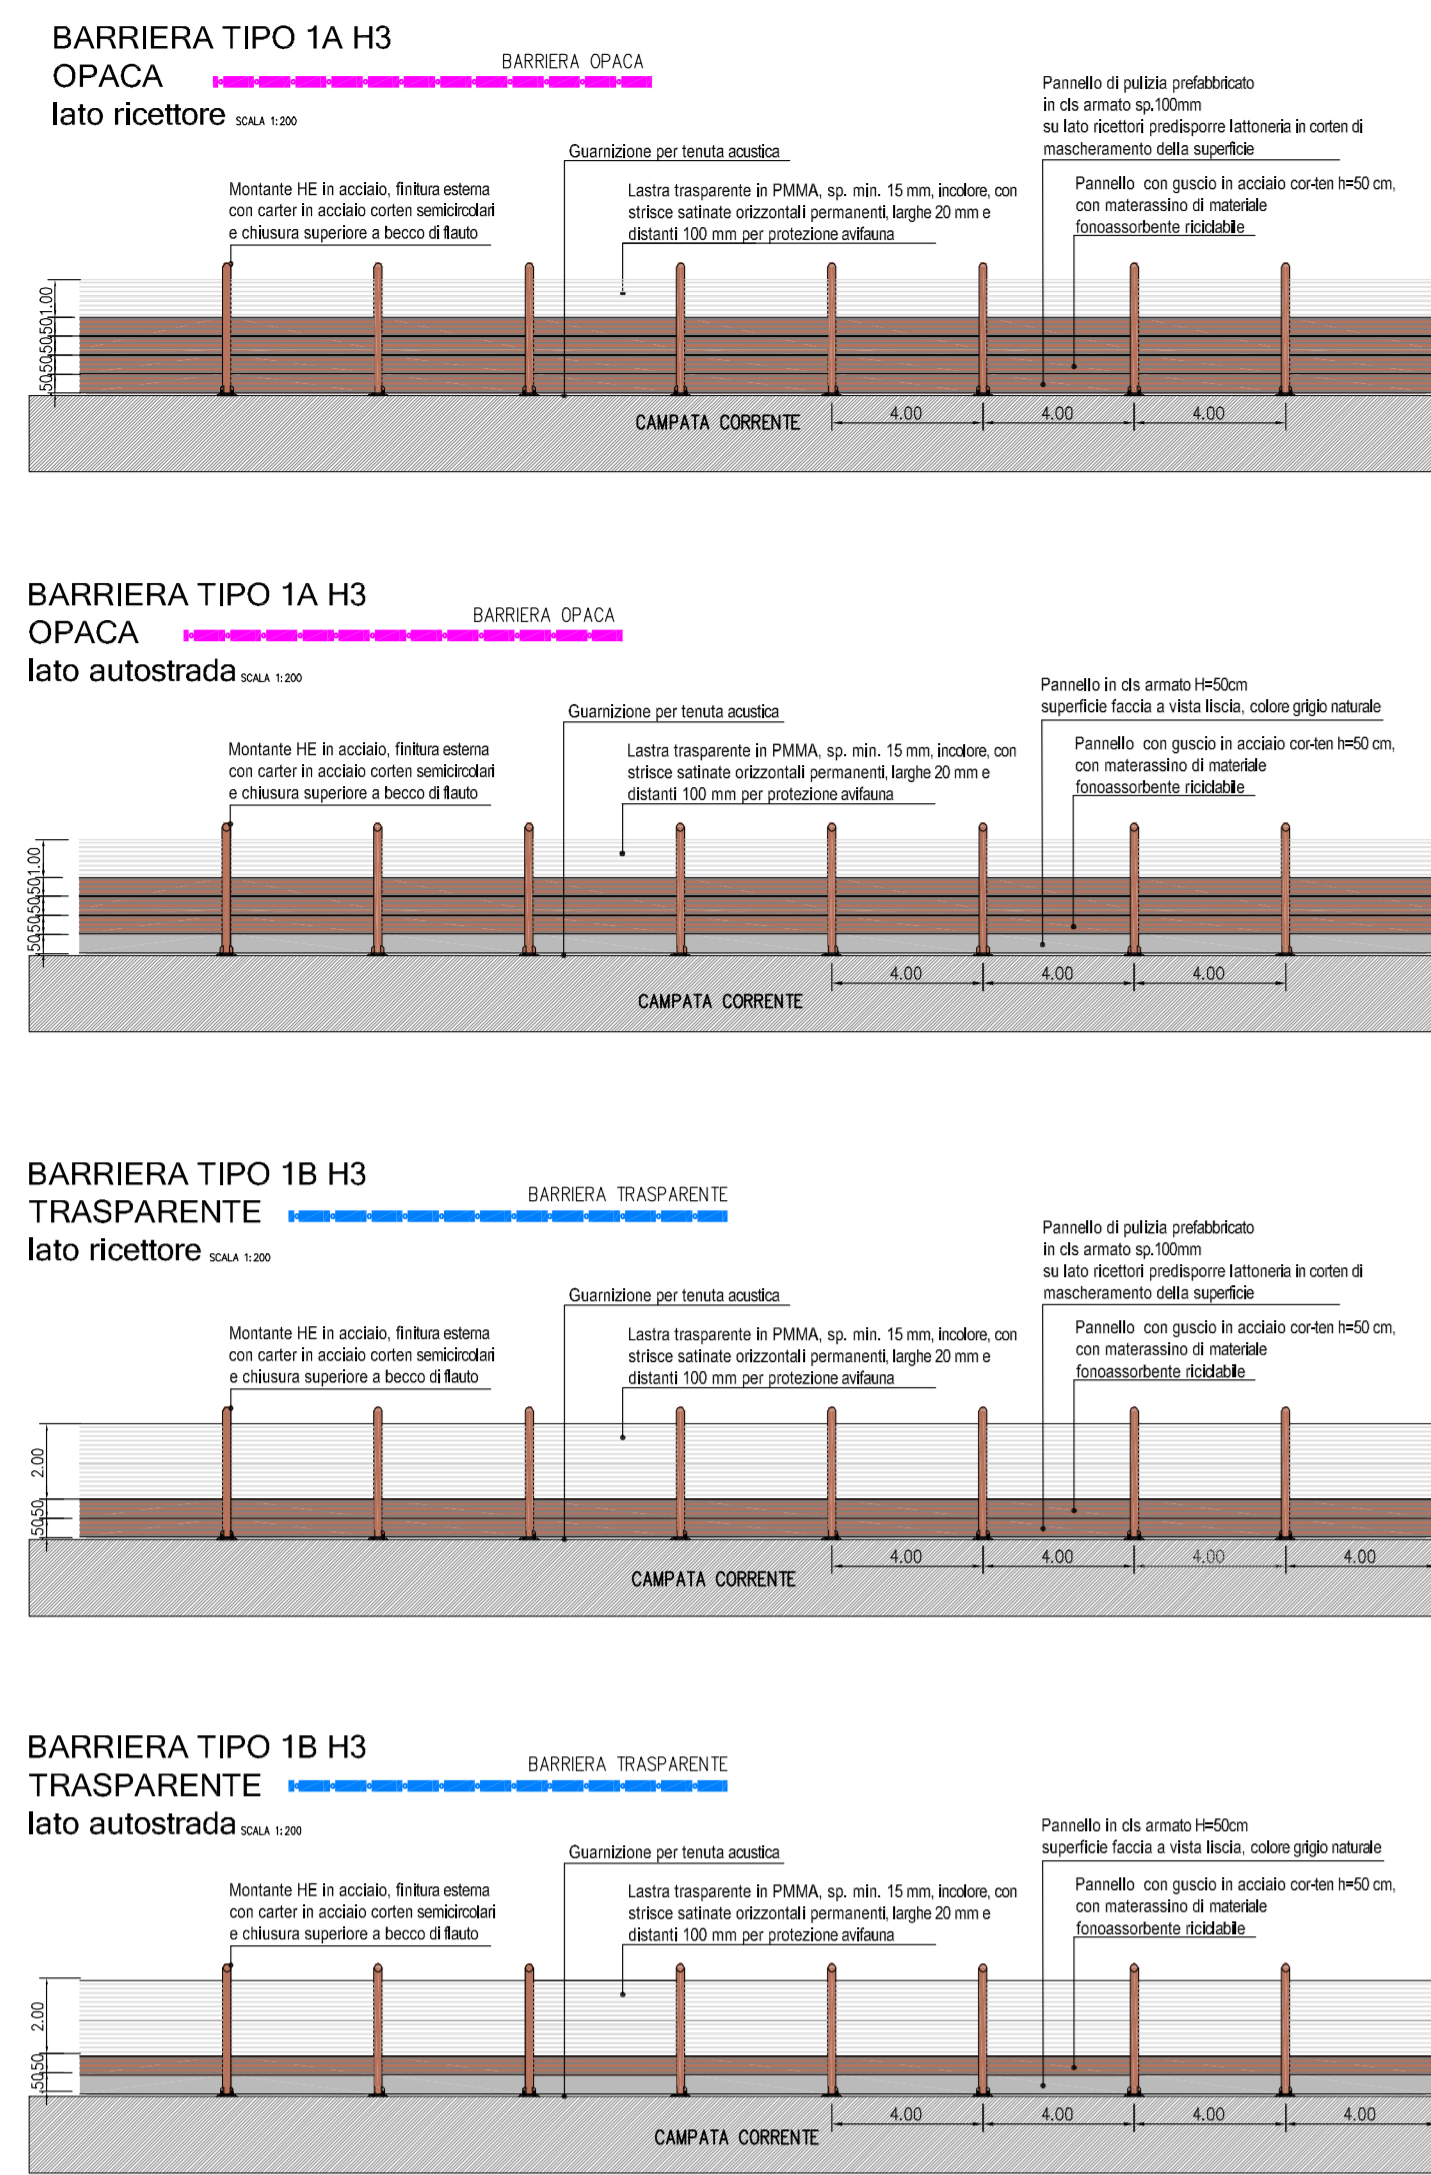 BARRIERA TIPO 1A H3
OPACA
BARRIERA OPACA
lato ricettore SCALA 1:200
Pannello di pulizia prefabbricato
in cls armato sp.100mm
su lato ricettori predisporre lattoneria in corten di
mascheramento della superficie
Guarnizione per tenuta acustica
Montante HE in acciaio, finitura esterna
con carter in acciaio corten semicircolari
e chiusura superiore a becco di flauto
Lastra trasparente in PMMA, sp. min. 15 mm, incolore, con
strisce satinate orizzontali permanenti, larghe 20 mm e
distanti 100 mm per protezione avifauna
Pannello con guscio in acciaio cor-ten h=50 cm,
con materassino di materiale
fonoassorbente riciclabile
1.00
.50
.50
.50
.50
4.00
4.00
4.00
CAMPATA CORRENTE
BARRIERA TIPO 1A H3
OPACA
BARRIERA OPACA
lato autostrada SCALA 1:200
Pannello in cls armato H=50cm
superficie faccia a vista liscia, colore grigio naturale
Guarnizione per tenuta acustica
Montante HE in acciaio, finitura esterna
con carter in acciaio corten semicircolari
e chiusura superiore a becco di flauto
Lastra trasparente in PMMA, sp. min. 15 mm, incolore, con
strisce satinate orizzontali permanenti, larghe 20 mm e
distanti 100 mm per protezione avifauna
Pannello con guscio in acciaio cor-ten h=50 cm,
con materassino di materiale
fonoassorbente riciclabile
1.00
.50
.50
.50
.50
4.00
4.00
4.00
CAMPATA CORRENTE
BARRIERA TIPO 1B H3
TRASPARENTE
BARRIERA TRASPARENTE
lato ricettore SCALA 1:200
Pannello di pulizia prefabbricato
in cls armato sp.100mm
su lato ricettori predisporre lattoneria in corten di
mascheramento della superficie
Guarnizione per tenuta acustica
Montante HE in acciaio, finitura esterna
con carter in acciaio corten semicircolari
e chiusura superiore a becco di flauto
Lastra trasparente in PMMA, sp. min. 15 mm, incolore, con
strisce satinate orizzontali permanenti, larghe 20 mm e
distanti 100 mm per protezione avifauna
Pannello con guscio in acciaio cor-ten h=50 cm,
con materassino di materiale
fonoassorbente riciclabile
2.00
.50
.50
4.00
4.00
4.00
4.00
CAMPATA CORRENTE
BARRIERA TIPO 1B H3
TRASPARENTE
BARRIERA TRASPARENTE
lato autostrada SCALA 1:200
Pannello in cls armato H=50cm
superficie faccia a vista liscia, colore grigio naturale
Guarnizione per tenuta acustica
Montante HE in acciaio, finitura esterna
con carter in acciaio corten semicircolari
e chiusura superiore a becco di flauto
Lastra trasparente in PMMA, sp. min. 15 mm, incolore, con
strisce satinate orizzontali permanenti, larghe 20 mm e
distanti 100 mm per protezione avifauna
Pannello con guscio in acciaio cor-ten h=50 cm,
con materassino di materiale
fonoassorbente riciclabile
2.00
.50
.50
4.00
4.00
4.00
4.00
CAMPATA CORRENTE